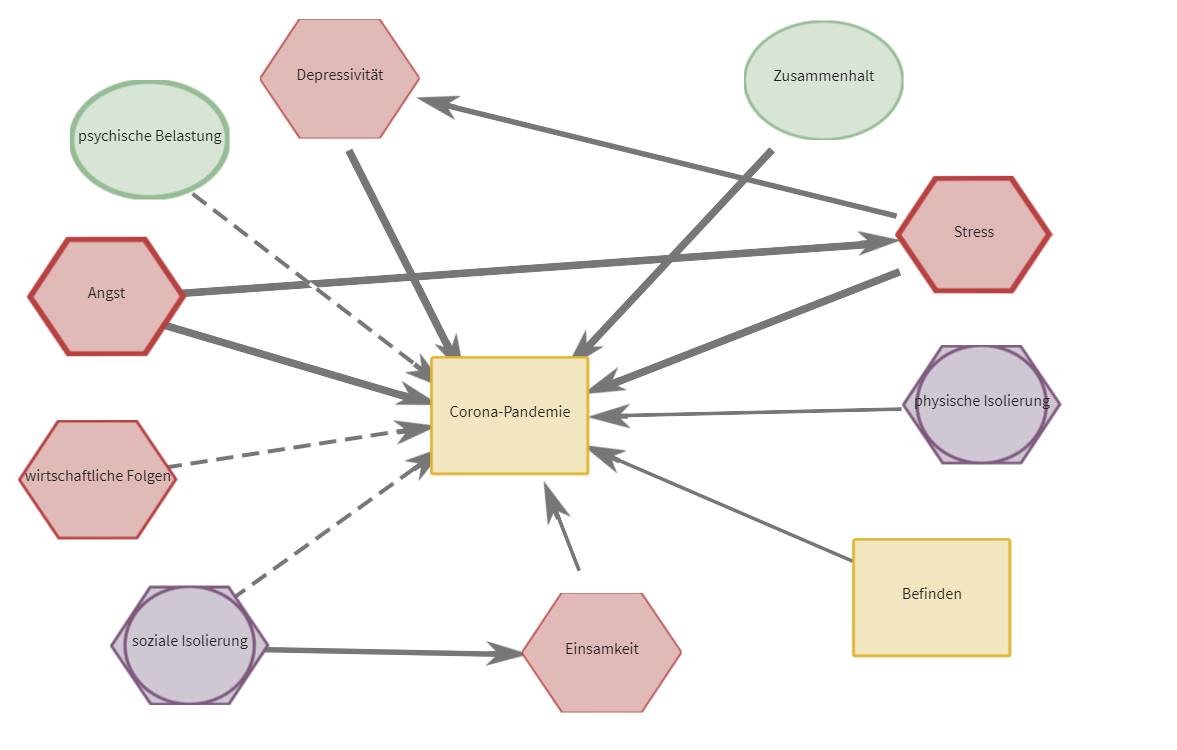 Depressivität
Zusammenhalt
psychische Belastung
Stress
Angst
physische Isolierung
Corona-Pandemie
wirtschaftliche Folgen
Befinden
soziale Isolierung
Einsamkeit